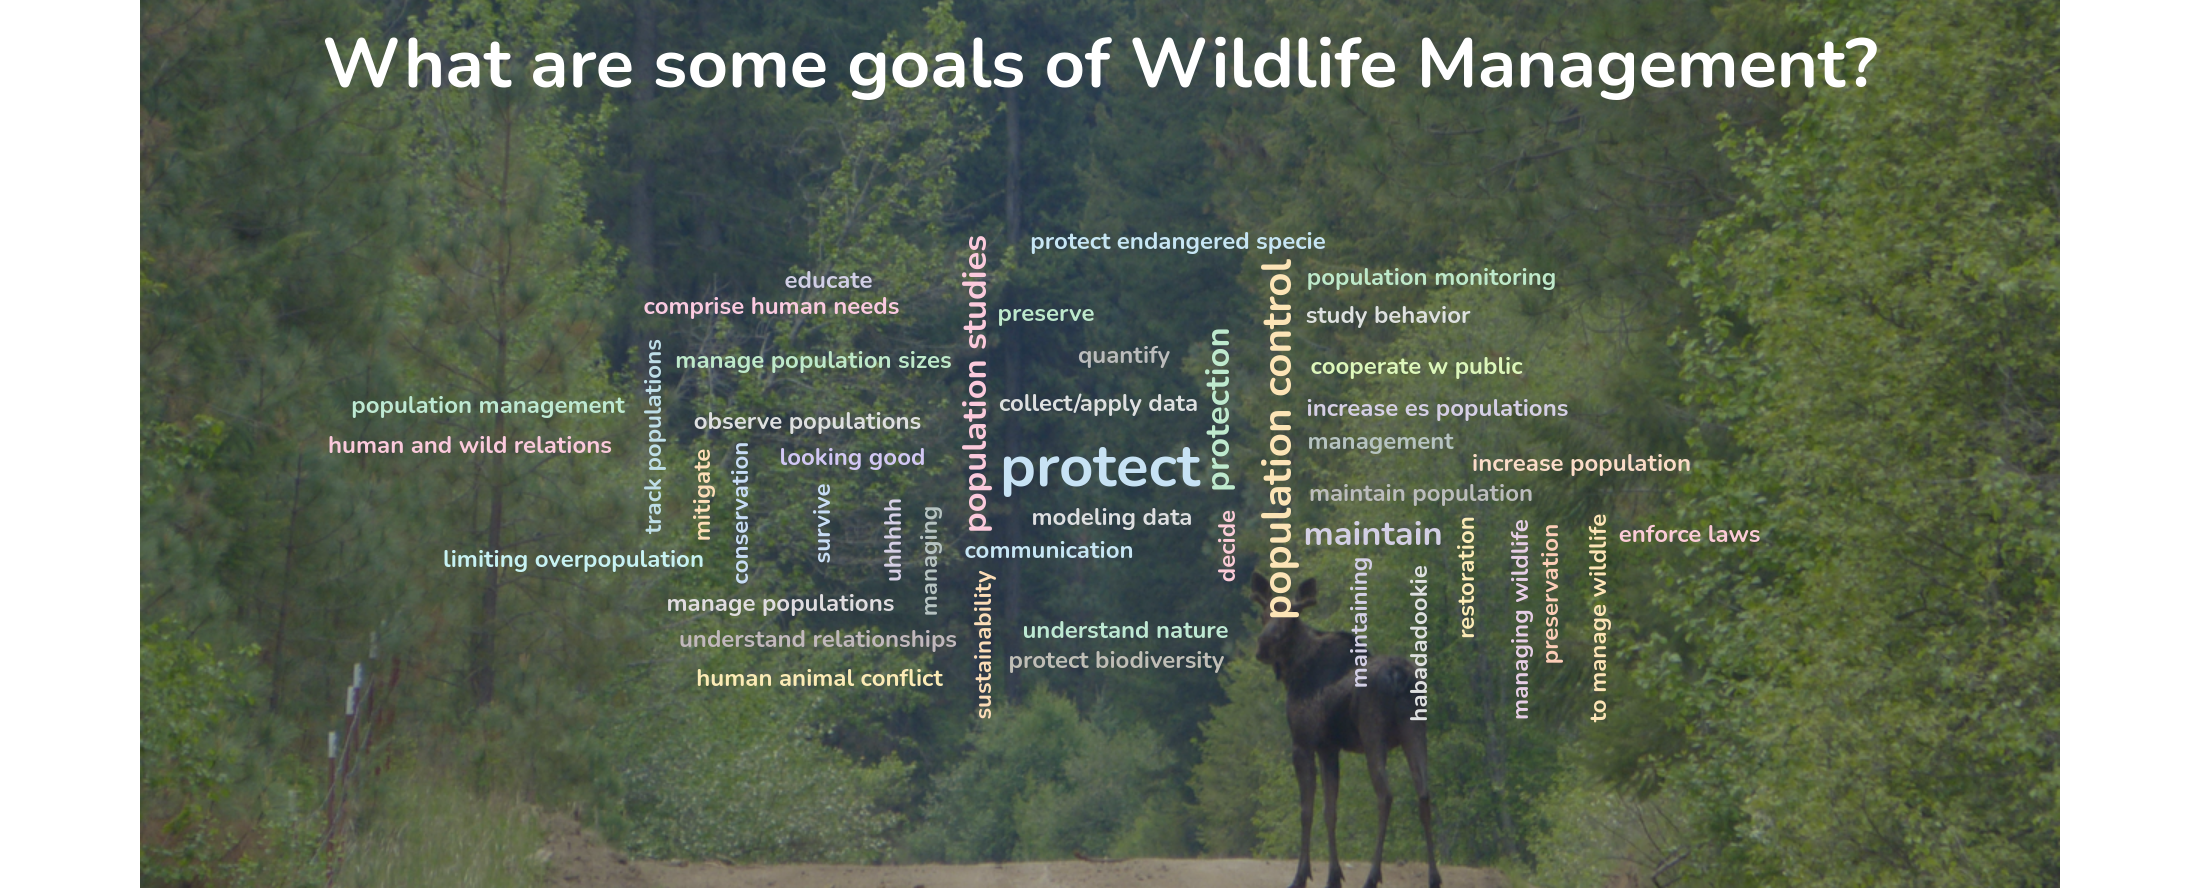 What are some goals of Wildlife Management?
protect endangered specie
population studies
population control
educate
population monitoring
comprise human needs
preserve
study behavior
protection
track populations
manage population sizes
quantify
cooperate w public
population management
collect/apply data
increase es populations
observe populations
human and wild relations
management
looking good
protect
increase population
mitigate
conservation
survive
uhhhhh
managing
maintain population
modeling data
decide
maintain
restoration
managing wildlife
preservation
to manage wildlife
enforce laws
limiting overpopulation
communication
maintaining
habadadookie
sustainability
manage populations
understand nature
understand relationships
protect biodiversity
human animal conflict